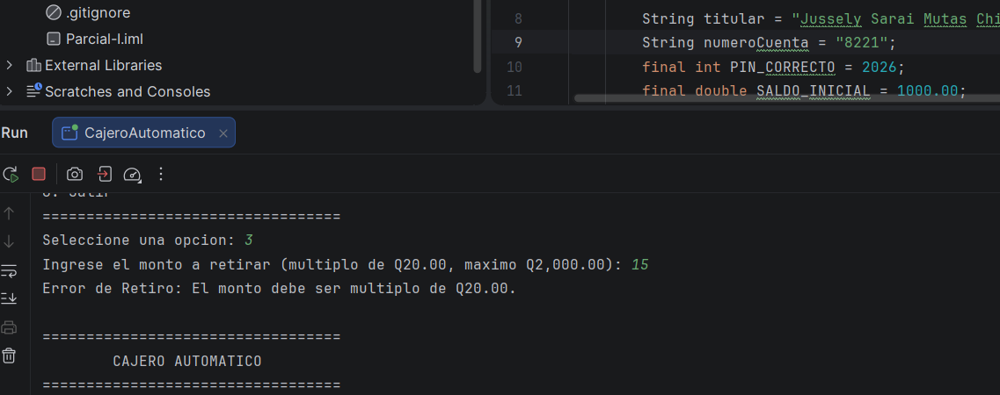 .gitignore
Parcial-I.iml
External Libraries
Scratches and Consoles
8 String titular = "Jussely Sarai Mutas Chi
9 String numeroCuenta = "8221";
10 final int PIN_CORRECTO = 2026;
11 final double SALDO_INICIAL = 1000.00;
Run CajeroAutomatico
==================================
Seleccione una opcion: 3
Ingrese el monto a retirar (multiplo de Q20.00, maximo Q2,000.00): 15
Error de Retiro: El monto debe ser multiplo de Q20.00.
==================================
CAJERO AUTOMATICO
==================================